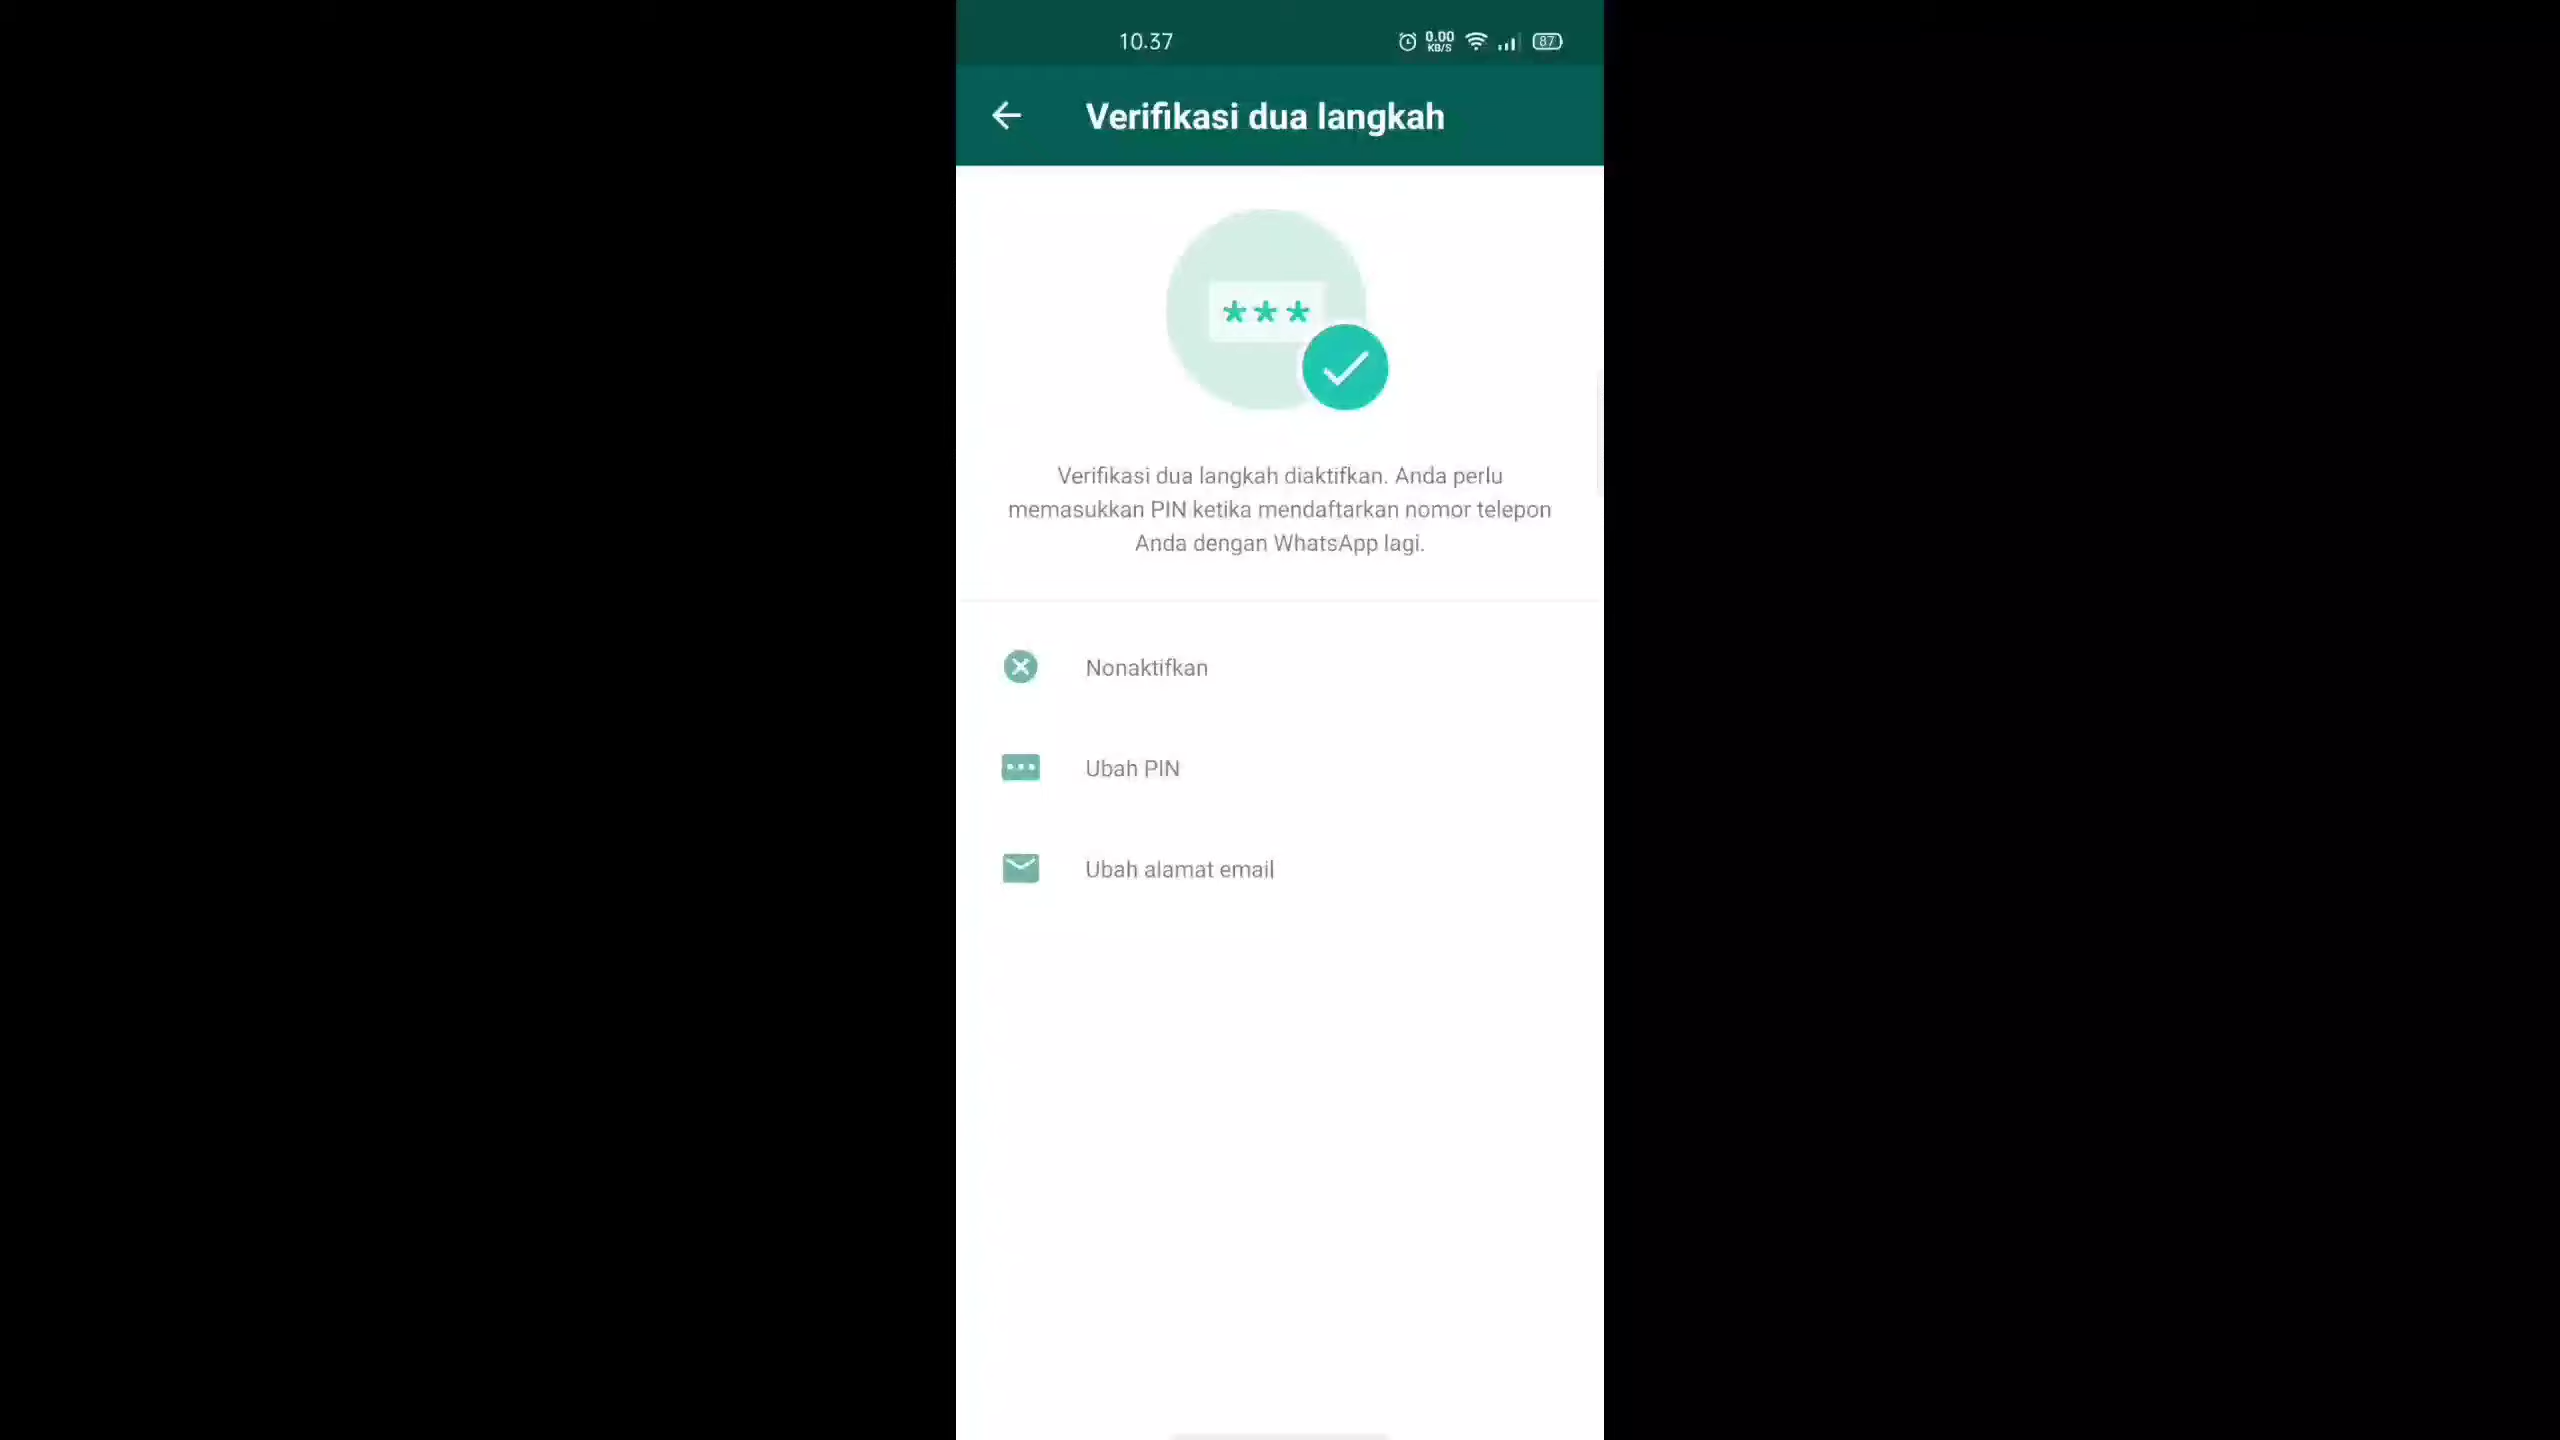 10.37
0.00
KB/S
87
Verifikasi dua langkah
***
Verifikasi dua langkah diaktifkan. Anda perlu
memasukkan PIN ketika mendaftarkan nomor telepon
Anda dengan WhatsApp lagi.
Nonaktifkan
Ubah PIN
Ubah alamat email